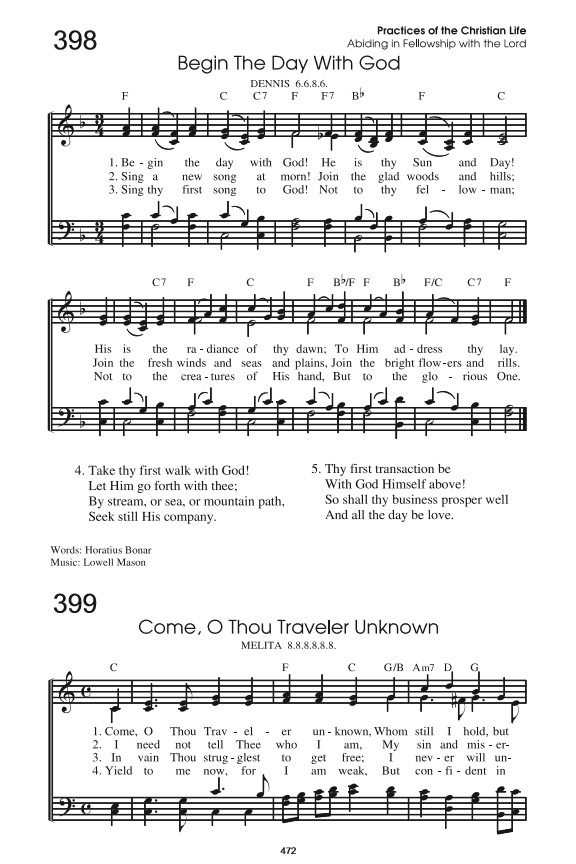 398
Practices of the Christian Life
Abiding in Fellowship with the Lord
Begin The Day With God
DENNIS 6.6.8.6.
F C C7 F F7 B♭ F C
1. Be - gin the day with God! He is thy Sun and Day!
2. Sing a new song at morn! Join the glad woods and hills;
3. Sing thy first song to God! Not to thy fel - low - man;
C7 F C F B♭/F F B♭ F/C C7 F
His is the ra - diance of thy dawn; To Him ad - dress thy lay.
Join the fresh winds and seas and plains, Join the bright flow - ers and rills.
Not to the crea - tures of His hand, But to the glo - rious One.
4. Take thy first walk with God!
Let Him go forth with thee;
By stream, or sea, or mountain path,
Seek still His company.
5. Thy first transaction be
With God Himself above!
So shall thy business prosper well
And all the day be love.
Words: Horatius Bonar
Music: Lowell Mason
399
Come, O Thou Traveler Unknown
MELITA 8.8.8.8.8.8.
C F C G/B Am7 D G
1. Come, O Thou Trav - el - er un - known, Whom still I hold, but
2. I need not tell Thee who I am, My sin and mis - er-
3. In vain Thou strug - glest to get free; I nev - er will un-
4. Yield to me now, for I am weak, But con - fi - dent in
472